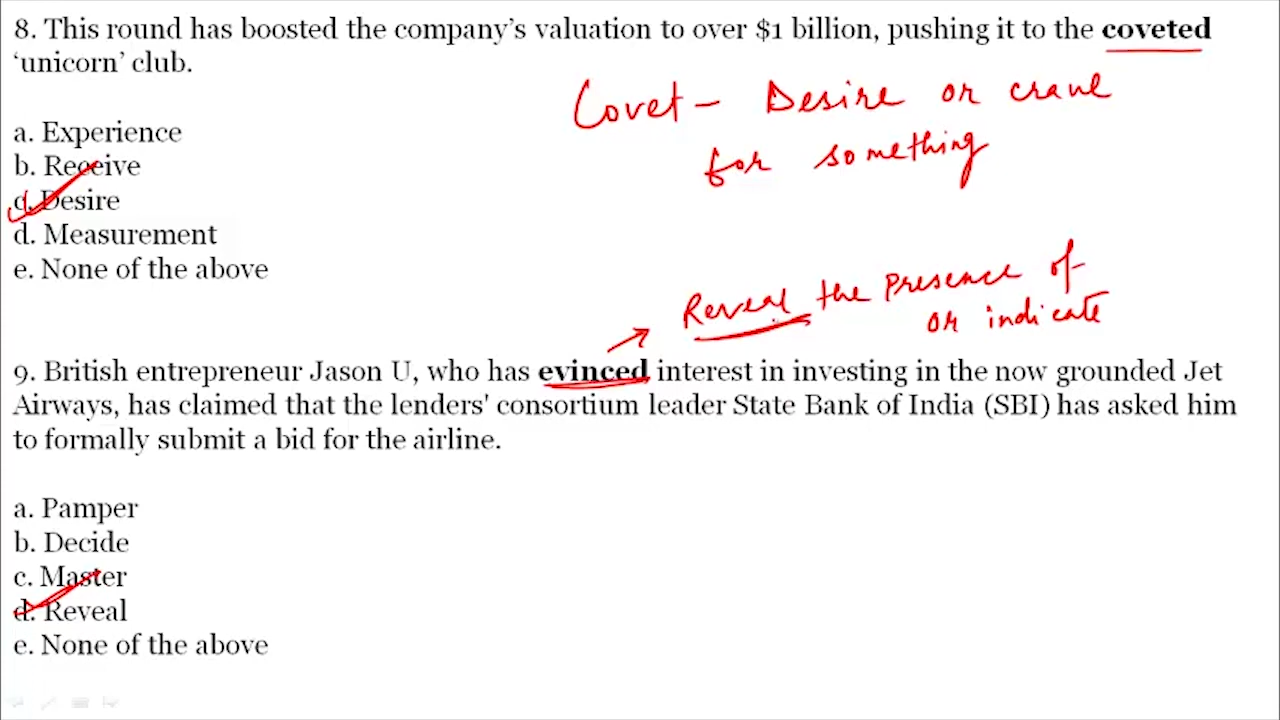 8. This round has boosted the company’s valuation to over $1 billion, pushing it to the coveted
‘unicorn’ club.
Covet - Desire or crave
for something
a. Experience
b. Receive
c. Desire
d. Measurement
e. None of the above
Reveal the Presence of
or indicate
9. British entrepreneur Jason U, who has evinced interest in investing in the now grounded Jet
Airways, has claimed that the lenders' consortium leader State Bank of India (SBI) has asked him
to formally submit a bid for the airline.
a. Pamper
b. Decide
c. Master
d. Reveal
e. None of the above